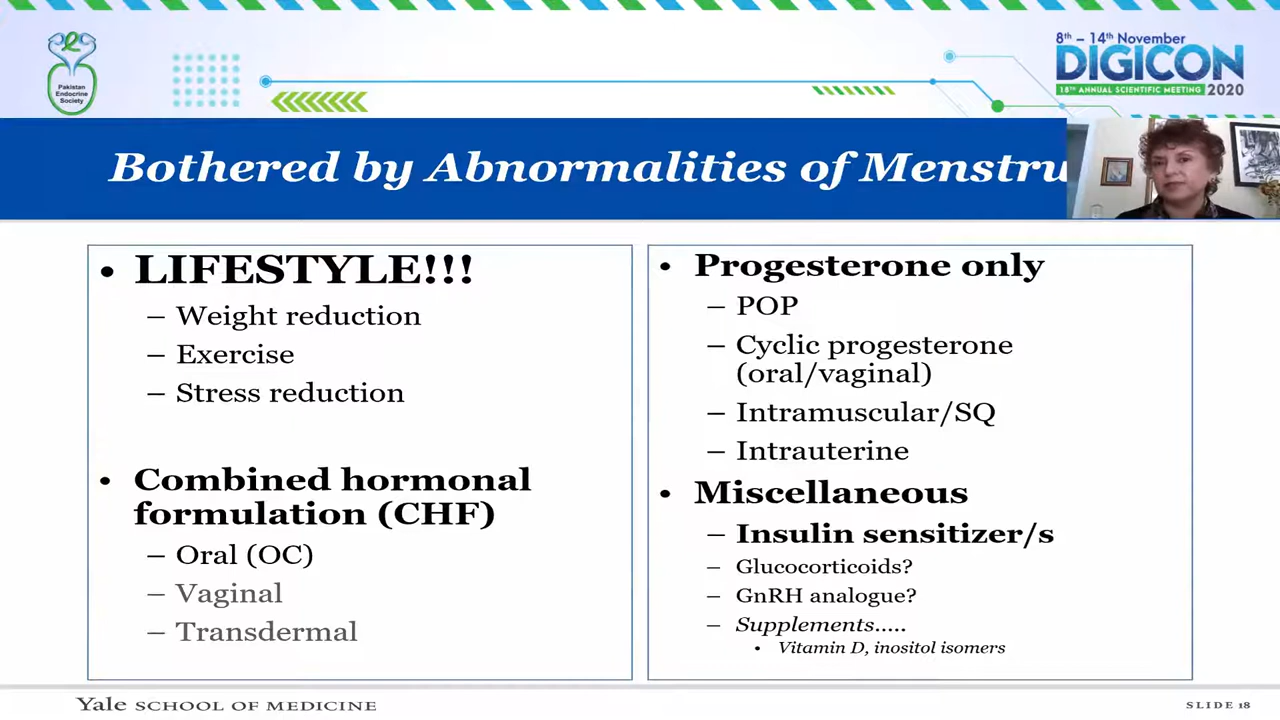 Pakistan
Endocrine
Society
8th – 14th November
DIGICON
18TH ANNUAL SCIENTIFIC MEETING 2020
Bothered by Abnormalities of Menstru
• LIFESTYLE!!!
– Weight reduction
– Exercise
– Stress reduction
• Combined hormonal
formulation (CHF)
– Oral (OC)
– Vaginal
– Transdermal
• Progesterone only
– POP
– Cyclic progesterone
(oral/vaginal)
– Intramuscular/SQ
– Intrauterine
• Miscellaneous
– Insulin sensitizer/s
– Glucocorticoids?
– GnRH analogue?
– Supplements.....
• Vitamin D, inositol isomers
Yale SCHOOL OF MEDICINE
SLIDE 18